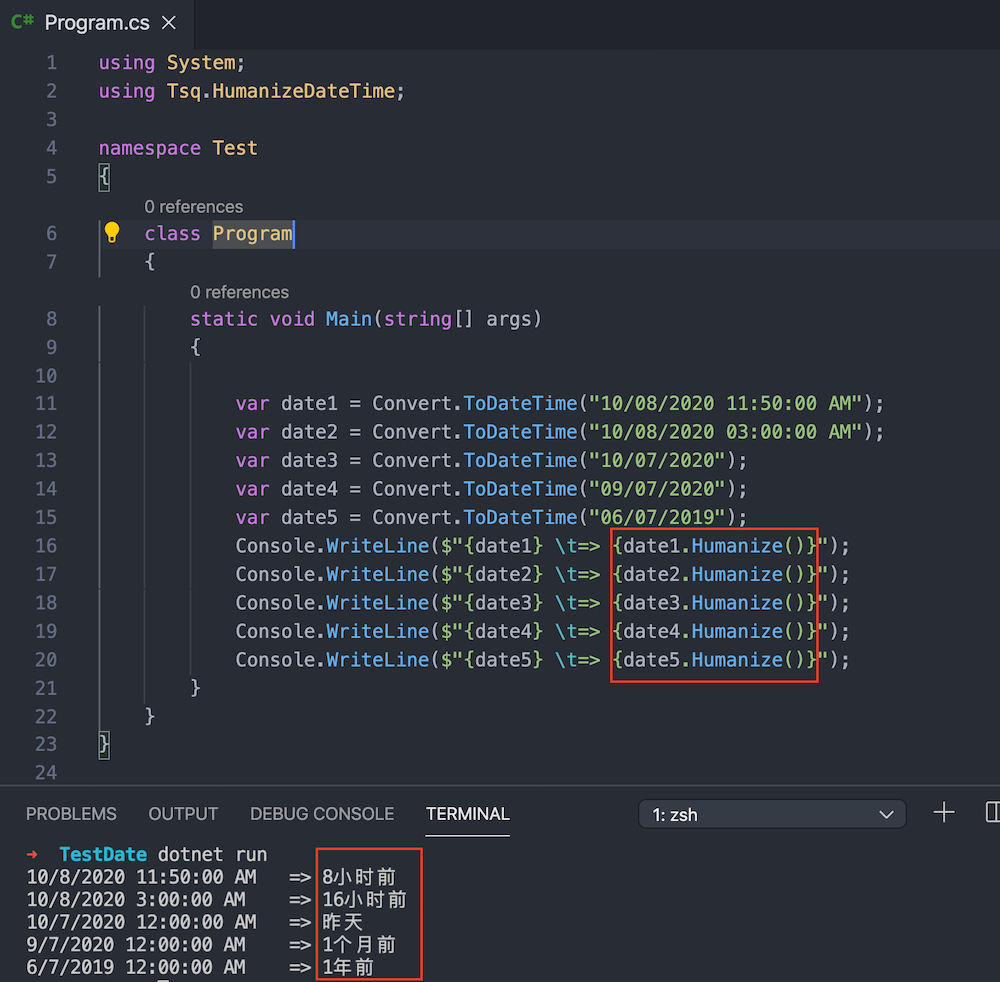 C# Program.cs ×
1 using System;
2 using Tsq.HumanizeDateTime;
3
4 namespace Test
5 {
0 references
6 class Program
7 {
0 references
8 static void Main(string[] args)
9 {
10
11 var date1 = Convert.ToDateTime("10/08/2020 11:50:00 AM");
12 var date2 = Convert.ToDateTime("10/08/2020 03:00:00 AM");
13 var date3 = Convert.ToDateTime("10/07/2020");
14 var date4 = Convert.ToDateTime("09/07/2020");
15 var date5 = Convert.ToDateTime("06/07/2019");
16 Console.WriteLine($"{date1} \t=> {date1.Humanize()}");
17 Console.WriteLine($"{date2} \t=> {date2.Humanize()}");
18 Console.WriteLine($"{date3} \t=> {date3.Humanize()}");
19 Console.WriteLine($"{date4} \t=> {date4.Humanize()}");
20 Console.WriteLine($"{date5} \t=> {date5.Humanize()}");
21 }
22 }
23 }
24
PROBLEMS OUTPUT DEBUG CONSOLE TERMINAL 1: zsh
→ TestDate dotnet run
10/8/2020 11:50:00 AM => 8小时前
10/8/2020 3:00:00 AM => 16小时前
10/7/2020 12:00:00 AM => 昨天
9/7/2020 12:00:00 AM => 1个月前
6/7/2019 12:00:00 AM => 1年前